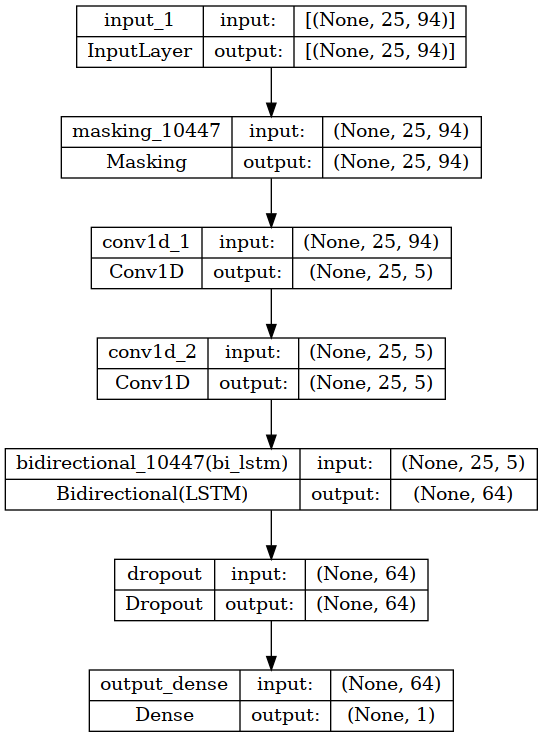 input_1 input: [(None, 25, 94)]
InputLayer output: [(None, 25, 94)]
masking_10447 input: (None, 25, 94)
Masking output: (None, 25, 94)
conv1d_1 input: (None, 25, 94)
Conv1D output: (None, 25, 5)
conv1d_2 input: (None, 25, 5)
Conv1D output: (None, 25, 5)
bidirectional_10447(bi_lstm) input: (None, 25, 5)
Bidirectional(LSTM) output: (None, 64)
dropout input: (None, 64)
Dropout output: (None, 64)
output_dense input: (None, 64)
Dense output: (None, 1)